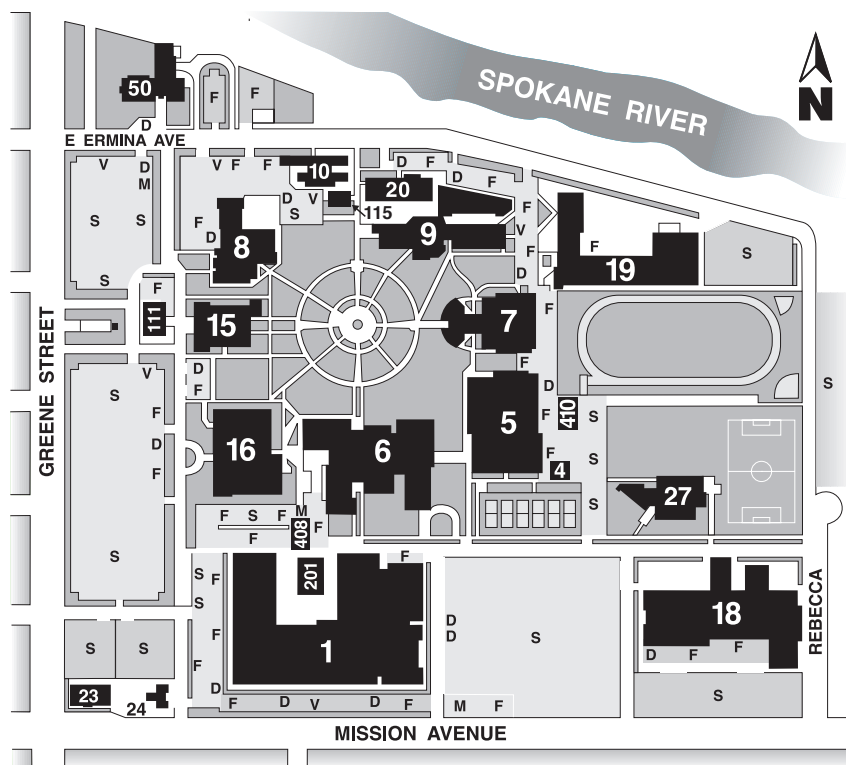 SPOKANE RIVER
N
50
F
F
D
E ERMINA AVE
V
D
M
V
F
F
10
D
F
20
D
F
S
S
D
V
S
115
F
D
8
9
F
V
F
D
F
19
S
S
F
111
15
7
F
GREENE STREET
D
F
F
V
S
F
D
F
D
F
410
S
S
16
6
5
F
4
S
27
S
S
F
S
F
M
F
F
408
201
F
S
F
S
F
F
D
1
D
D
S
18
REBECCA
D
F
F
S
S
S
23
24
F
D
V
D
F
M
F
MISSION AVENUE